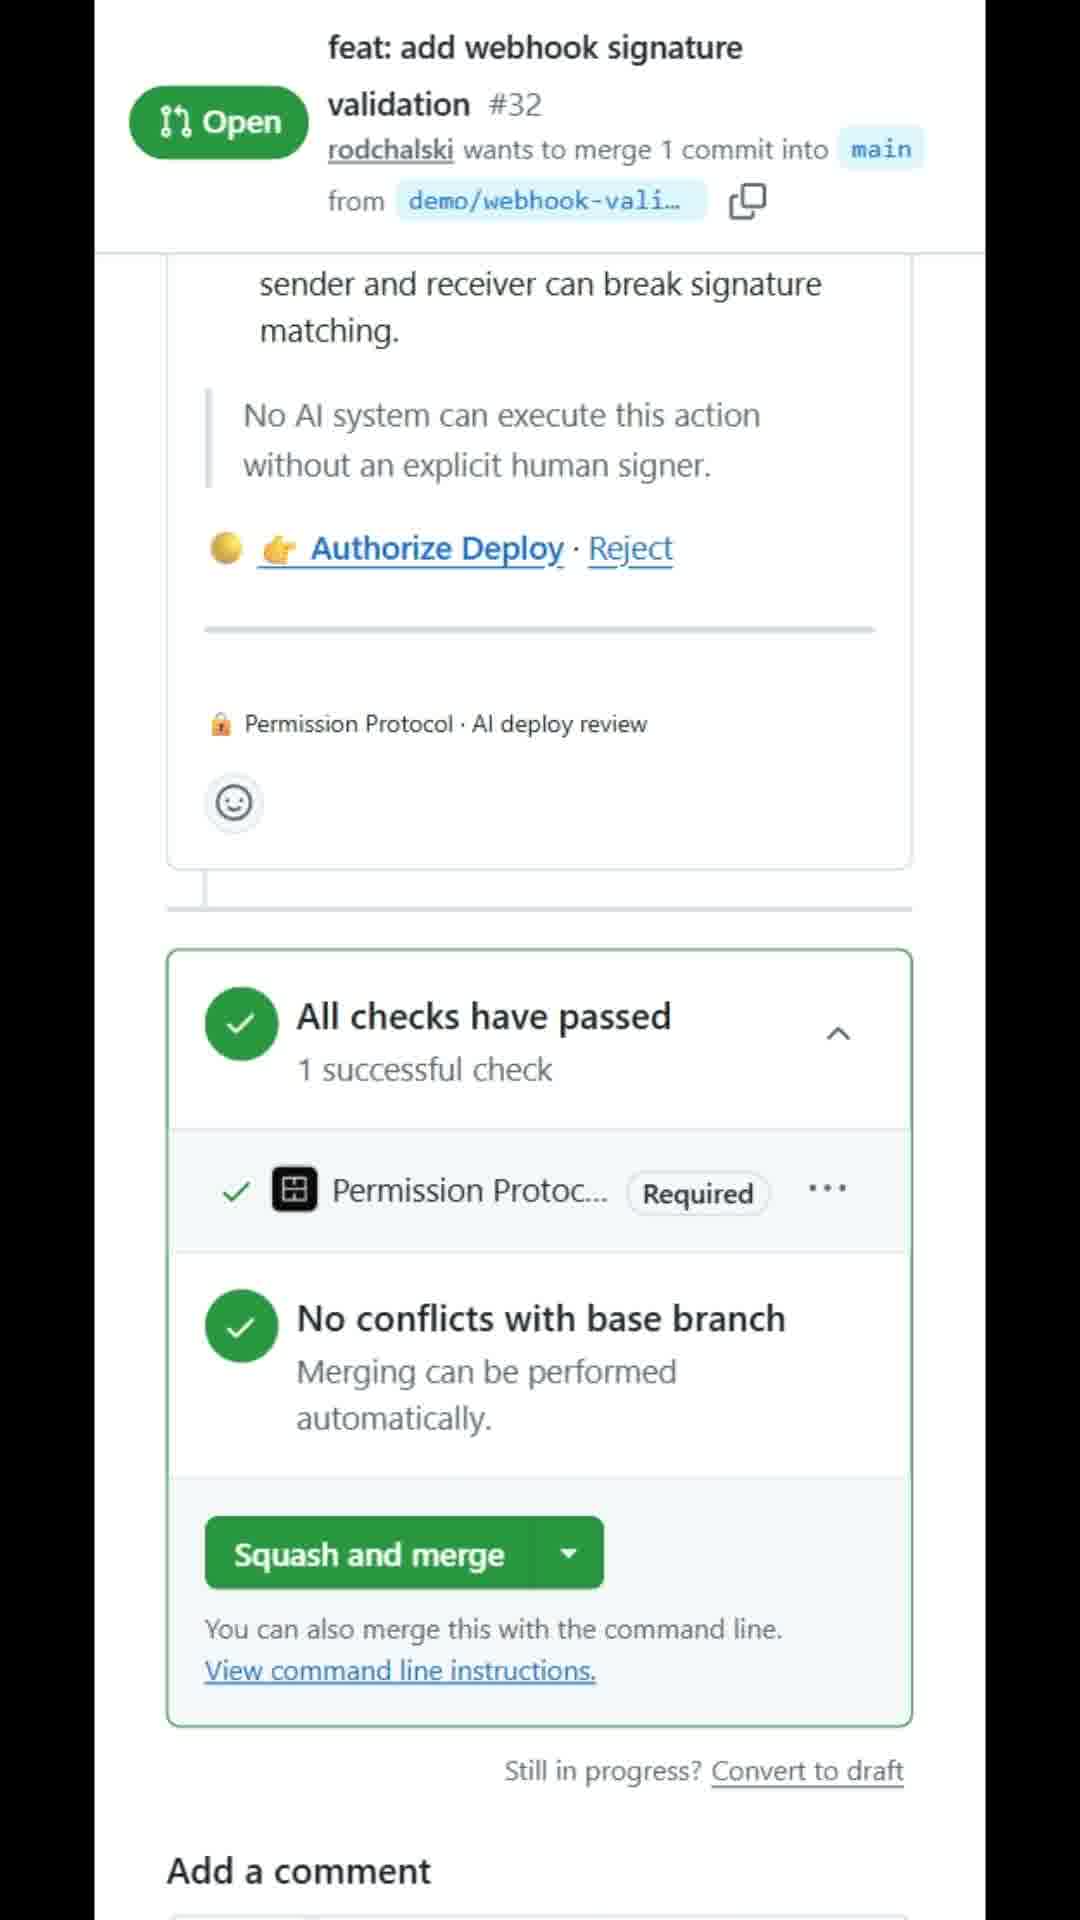 feat: add webhook signature
validation #32
Open
rodchalski wants to merge 1 commit into main
from demo/webhook-vali...
sender and receiver can break signature
matching.
No AI system can execute this action
without an explicit human signer.
Authorize Deploy · Reject
Permission Protocol · AI deploy review
All checks have passed
1 successful check
Permission Protoc... Required
No conflicts with base branch
Merging can be performed
automatically.
Squash and merge
You can also merge this with the command line.
View command line instructions.
Still in progress? Convert to draft
Add a comment